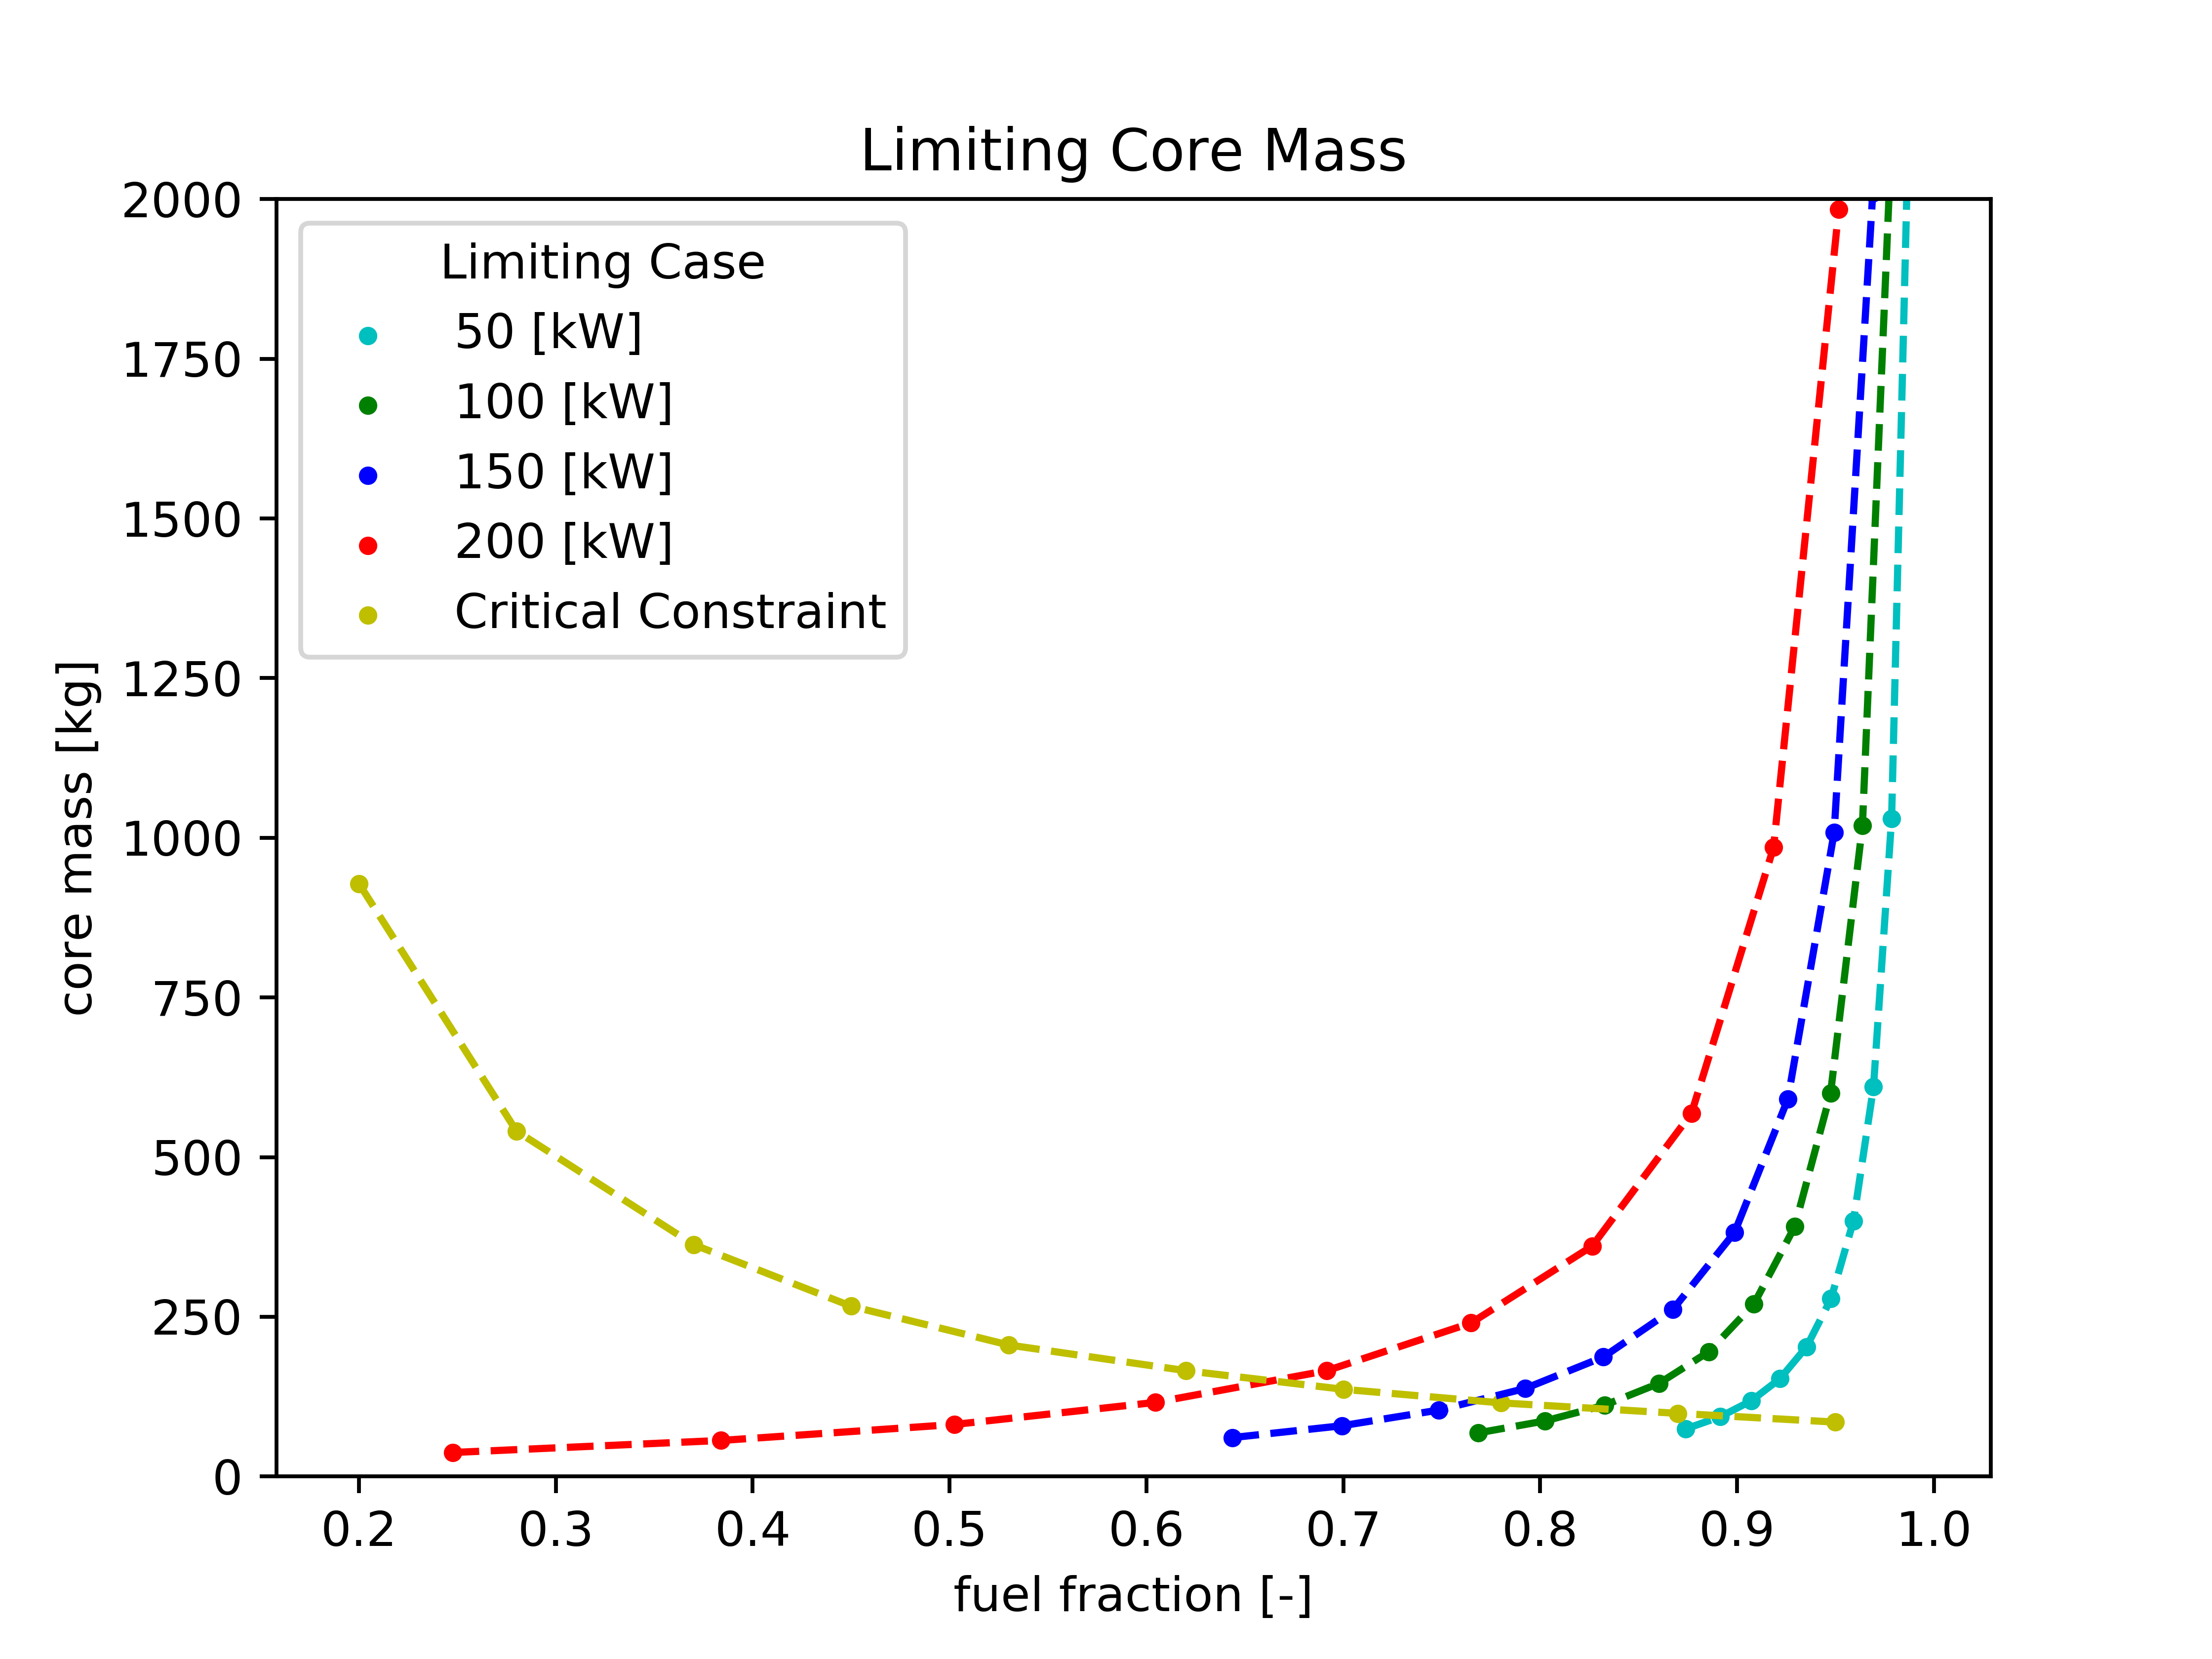 Limiting Core Mass
2000
1750
1500
1250
1000
750
500
250
0
core mass [kg]
Limiting Case
50 [kW]
100 [kW]
150 [kW]
200 [kW]
Critical Constraint
0.2 0.3 0.4 0.5 0.6 0.7 0.8 0.9 1.0
fuel fraction [-]